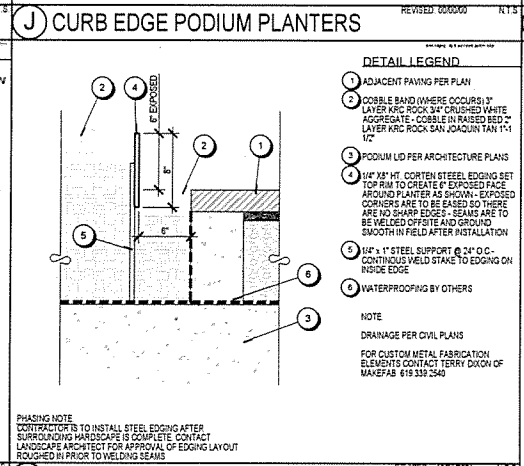 J CURB EDGE PODIUM PLANTERS
REVISED: 00/00/00
N.T.S
DETAIL LEGEND
1 ADJACENT PAVING PER PLAN
2 COBBLE BAND (WHERE OCCURS) 3"
LAYER KRC ROCK 3/4" CRUSHED WHITE
AGGREGATE - COBBLE IN RAISED BED 2"
LAYER KRC ROCK SAN JOAQUIN TAN 1"-1
1/2"
3 PODIUM LID PER ARCHITECTURE PLANS
4 1/4" X8" HT. CORTEN STEEEL EDGING SET
TOP RIM TO CREATE 6" EXPOSED FACE
AROUND PLANTER AS SHOWN - EXPOSED
CORNERS ARE TO BE EASED SO THERE
ARE NO SHARP EDGES - SEAMS ARE TO
BE WELDED OFFSITE AND GROUND
SMOOTH IN FIELD AFTER INSTALLATION
5 1/4" x 1" STEEL SUPPORT @ 24" O.C -
CONTINOUS WELD STAKE TO EDGING ON
INSIDE EDGE
6 WATERPROOFING BY OTHERS
NOTE
DRAINAGE PER CIVIL PLANS
FOR CUSTOM METAL FABRICATION
ELEMENTS CONTACT TERRY DIXON OF
MAKEFAB 619.339.2540
2
4
6" EXPOSED
8"
2
1
6"
5
6
3
PHASING NOTE
CONTRACTOR IS TO INSTALL STEEL EDGING AFTER
SURROUNDING HARDSCAPE IS COMPLETE. CONTACT
LANDSCAPE ARCHITECT FOR APPROVAL OF EDGING LAYOUT
ROUGHED IN PRIOR TO WELDING SEAMS